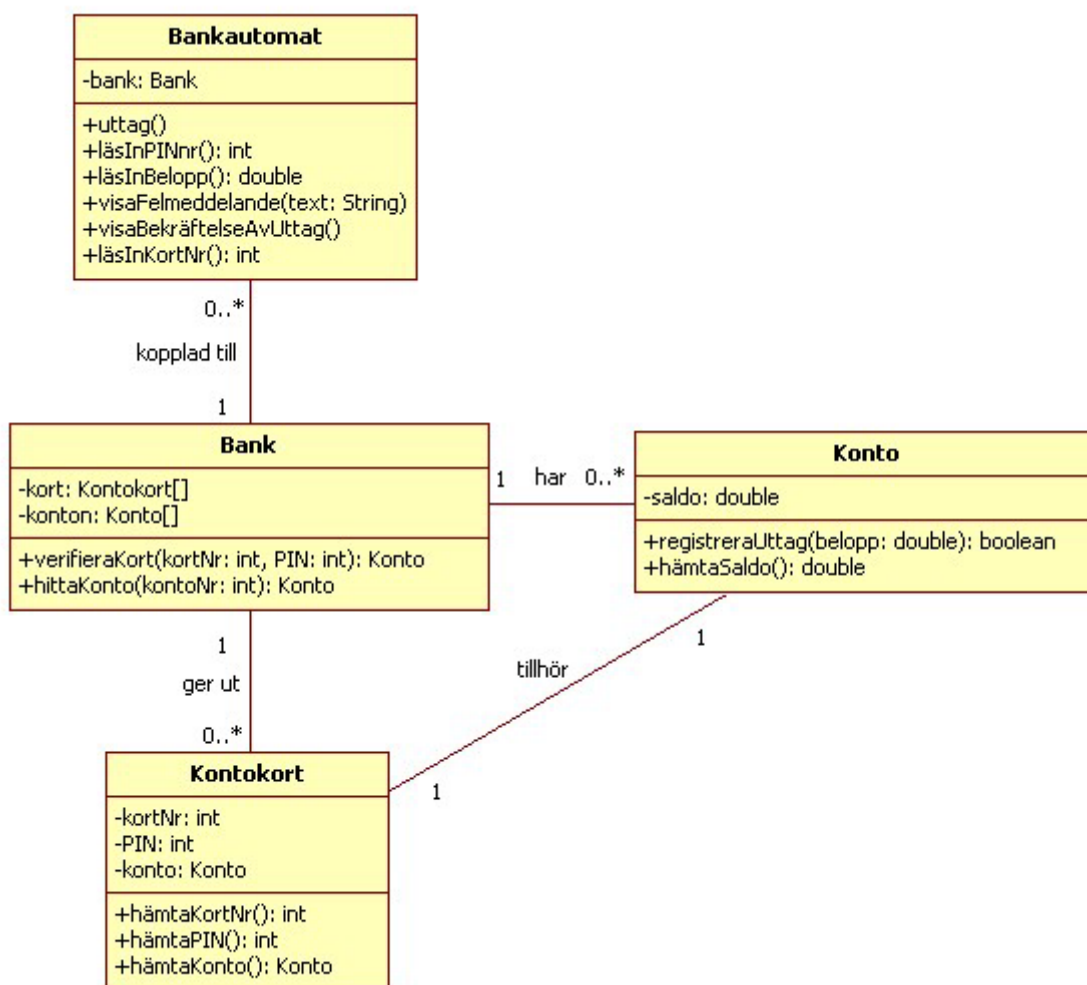 Bankautomat
-bank: Bank
+uttag()
+läsInPINnr(): int
+läsInBelopp(): double
+visaFelmeddelande(text: String)
+visaBekräftelseAvUttag()
+läsInKortNr(): int
0..*
kopplad till
1
Bank
-kort: Kontokort[]
-konton: Konto[]
+verifieraKort(kortNr: int, PIN: int): Konto
+hittaKonto(kontoNr: int): Konto
1 har 0..*
Konto
-saldo: double
+registreraUttag(belopp: double): boolean
+hämtaSaldo(): double
1
ger ut
0..*
1
tillhör
1
Kontokort
-kortNr: int
-PIN: int
-konto: Konto
+hämtaKortNr(): int
+hämtaPIN(): int
+hämtaKonto(): Konto